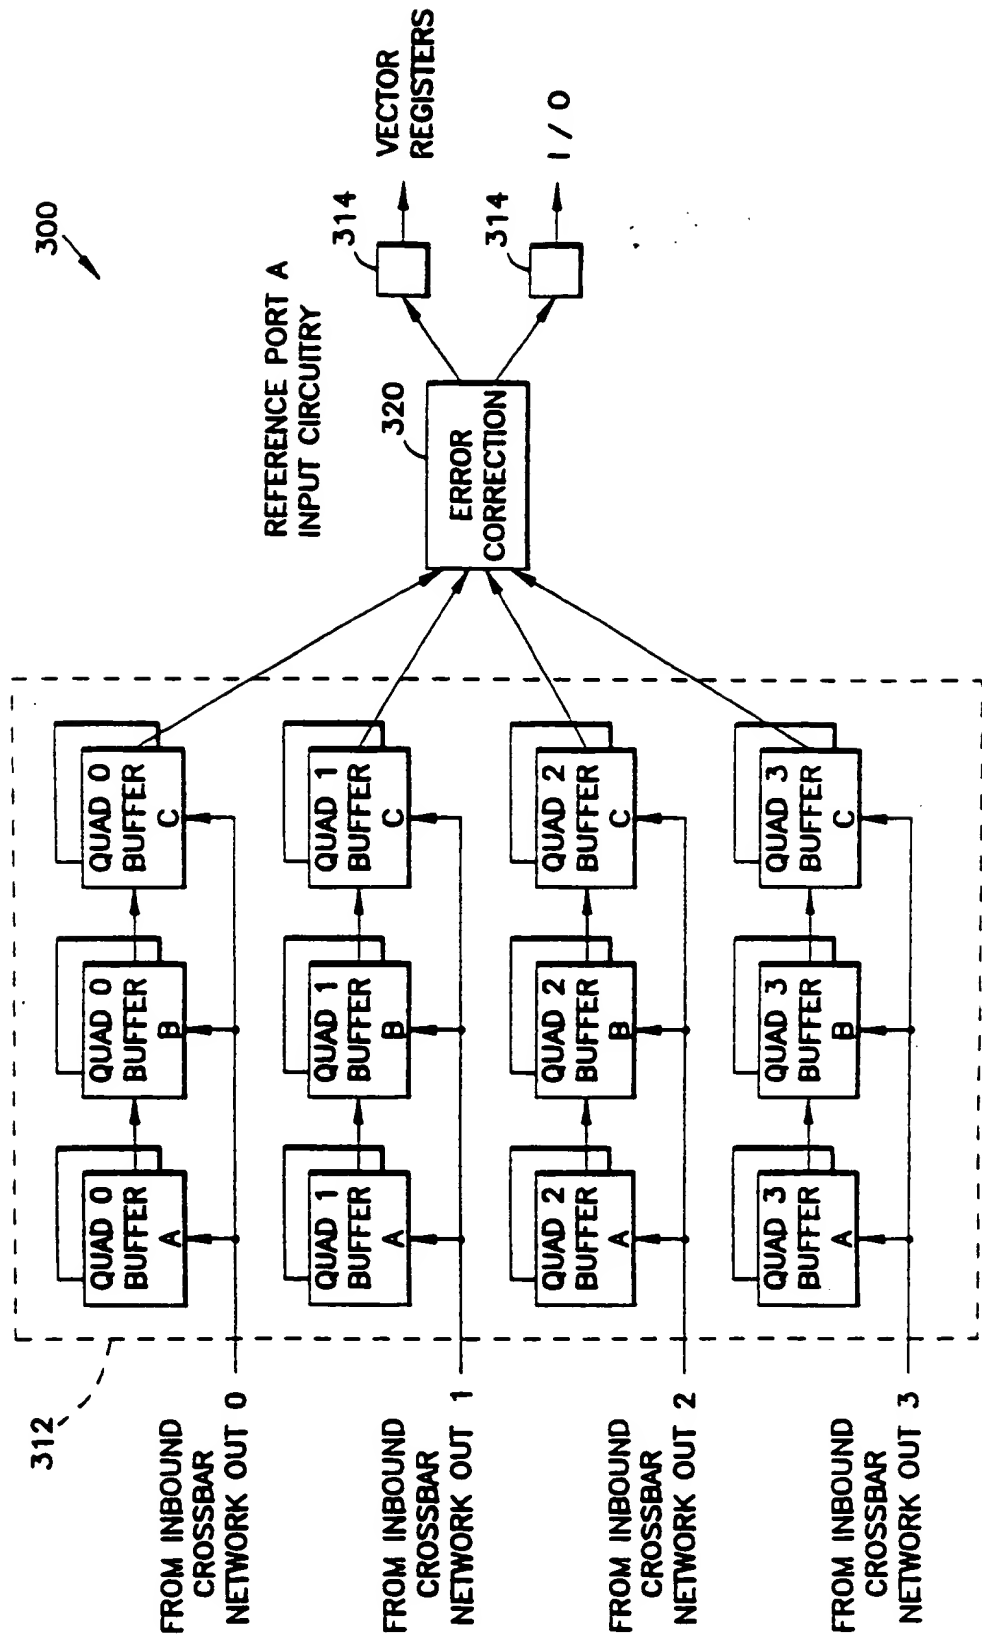 300
REFERENCE PORT A
INPUT CIRCUITRY
312
FROM INBOUND
CROSSBAR
NETWORK OUT 0
QUAD 0
BUFFER
A
QUAD 0
BUFFER
B
QUAD 0
BUFFER
C
FROM INBOUND
CROSSBAR
NETWORK OUT 1
QUAD 1
BUFFER
A
QUAD 1
BUFFER
B
QUAD 1
BUFFER
C
FROM INBOUND
CROSSBAR
NETWORK OUT 2
QUAD 2
BUFFER
A
QUAD 2
BUFFER
B
QUAD 2
BUFFER
C
FROM INBOUND
CROSSBAR
NETWORK OUT 3
QUAD 3
BUFFER
A
QUAD 3
BUFFER
B
QUAD 3
BUFFER
C
320
ERROR
CORRECTION
314
VECTOR
REGISTERS
314
I / O